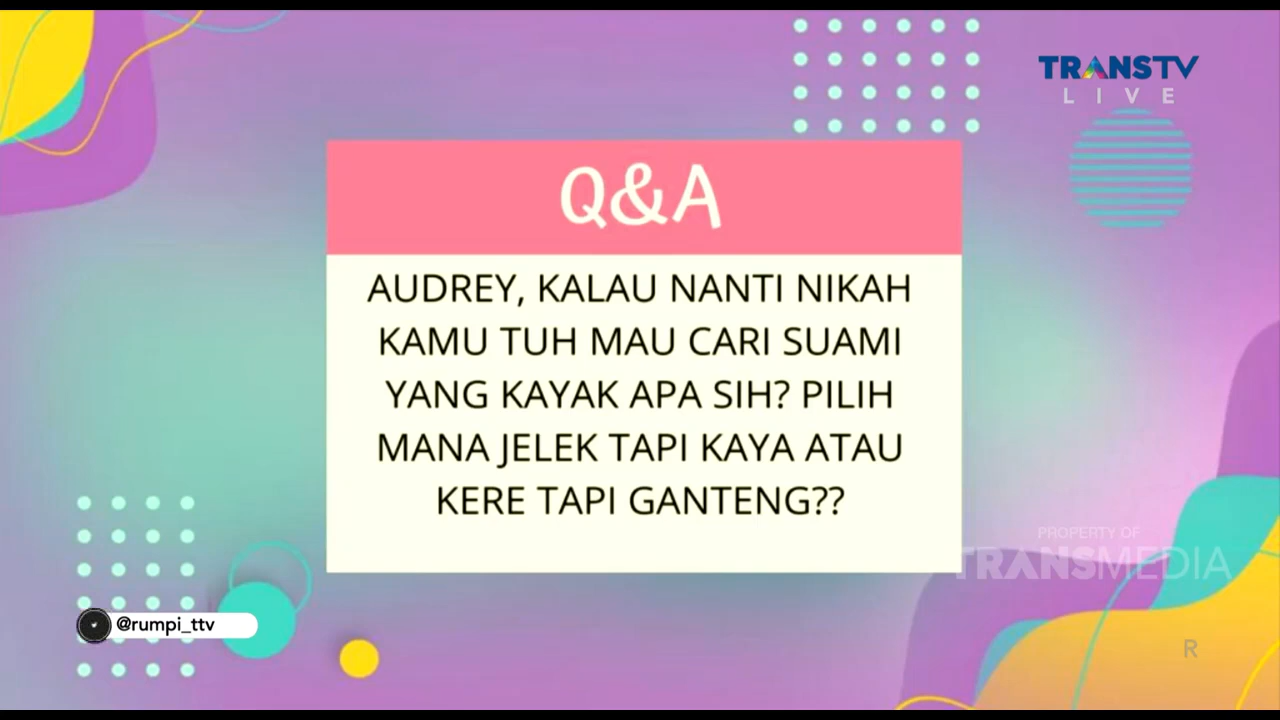 TRANSTV
LIVE
Q&A
AUDREY, KALAU NANTI NIKAH
KAMU TUH MAU CARI SUAMI
YANG KAYAK APA SIH? PILIH
MANA JELEK TAPI KAYA ATAU
KERE TAPI GANTENG??
PROPERTY OF
TRANSMEDIA
@rumpi_ttv
R